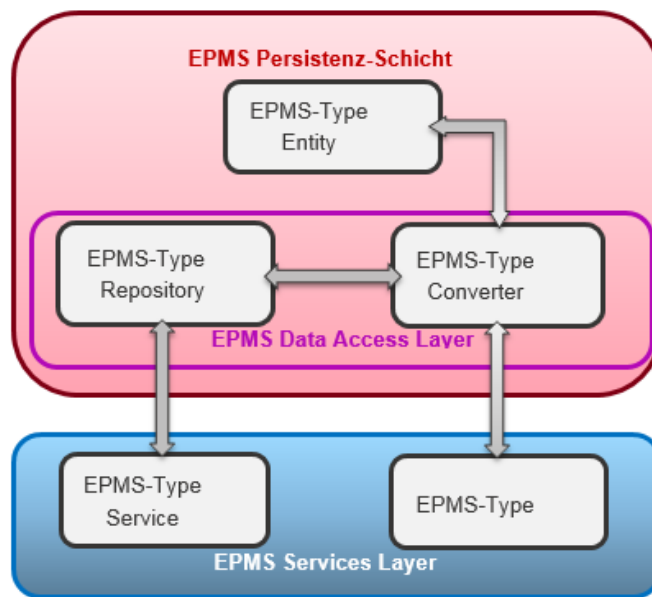 EPMS Persistenz-Schicht
EPMS-Type
Entity
EPMS-Type
Repository
EPMS-Type
Converter
EPMS Data Access Layer
EPMS-Type
Service
EPMS-Type
EPMS Services Layer